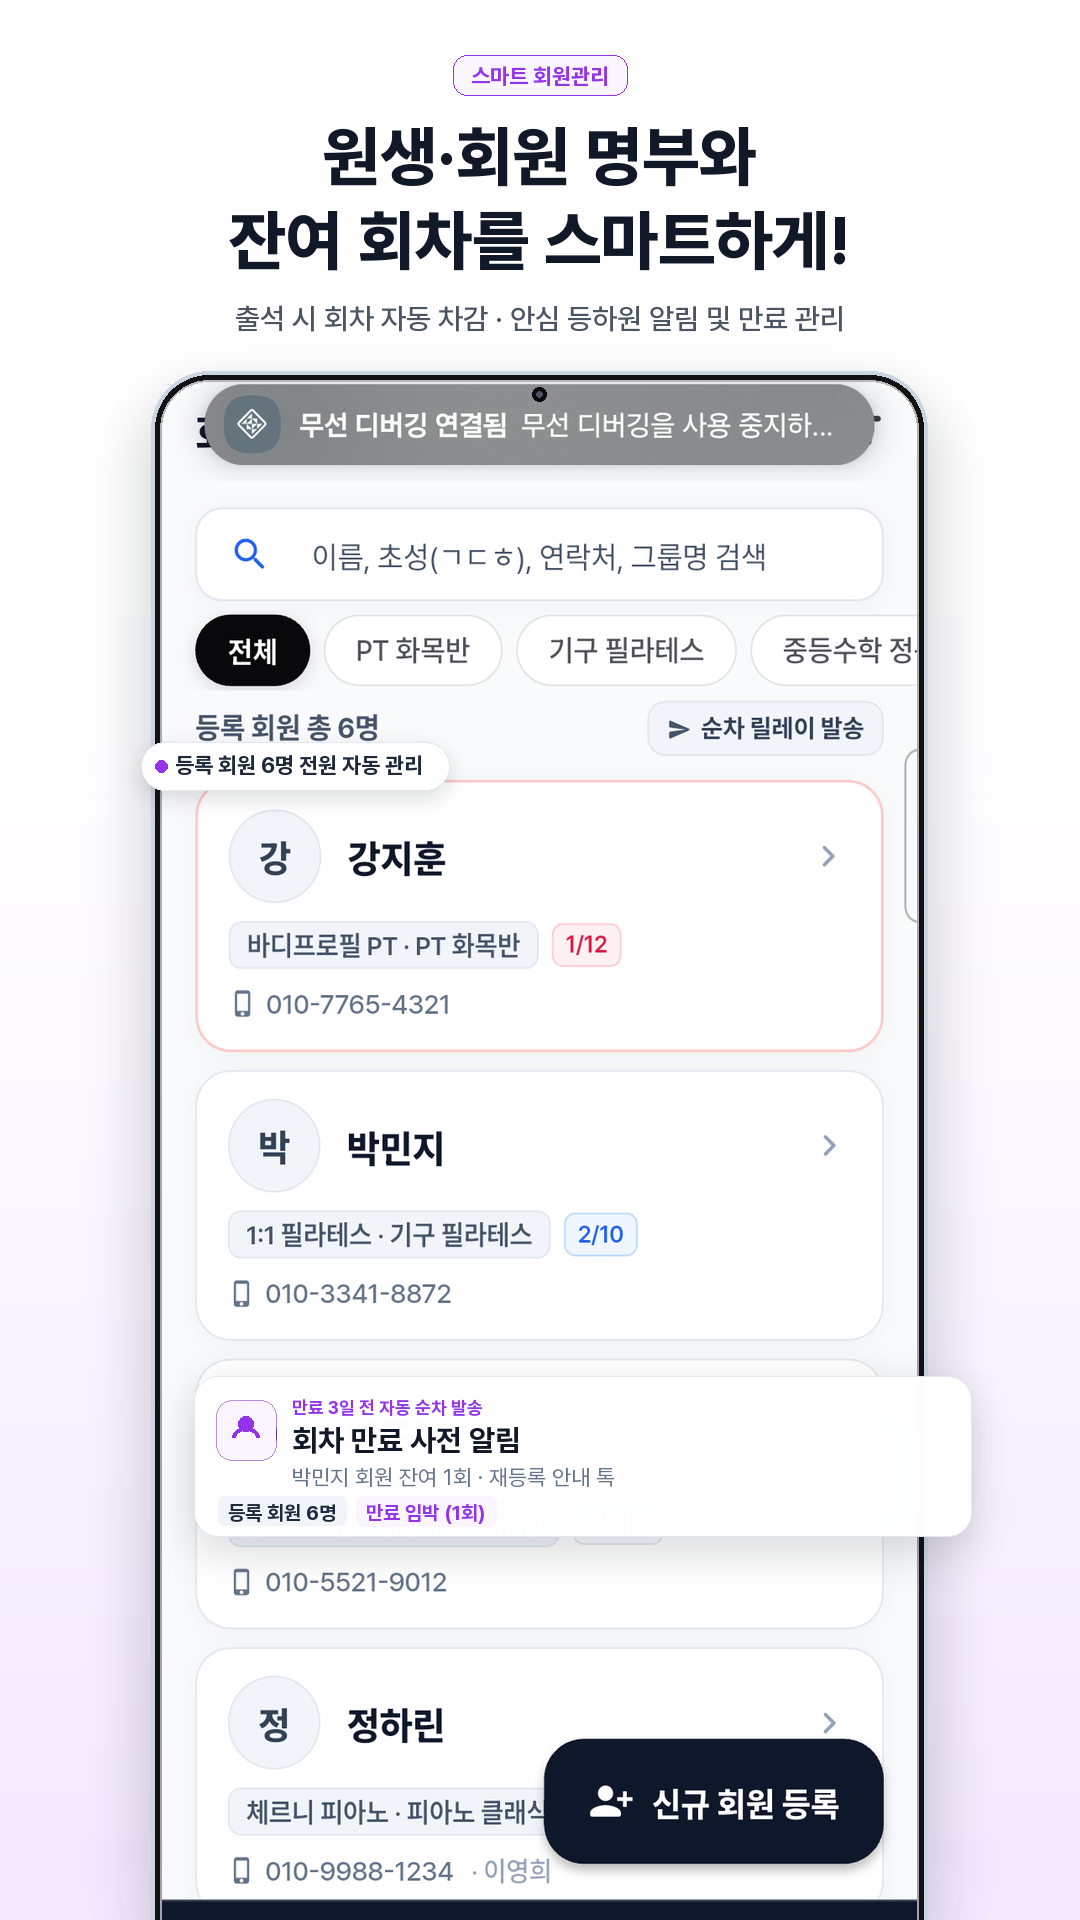 스마트 회원관리
원생·회원 명부와
잔여 회차를 스마트하게!
출석 시 회차 자동 차감 · 안심 등하원 알림 및 만료 관리
무선 디버깅 연결됨 무선 디버깅을 사용 중지하...
이름, 초성(ㄱㄷㅎ), 연락처, 그룹명 검색
전체 PT 화목반 기구 필라테스 중등수학 정
등록 회원 총 6명 순차 릴레이 발송
등록 회원 6명 전원 자동 관리
강 강지훈
바디프로필 PT · PT 화목반 1/12
010-7765-4321
박 박민지
1:1 필라테스 · 기구 필라테스 2/10
010-3341-8872
만료 3일 전 자동 순차 발송
회차 만료 사전 알림
박민지 회원 잔여 1회 · 재등록 안내 톡
등록 회원 6명 만료 임박 (1회)
010-5521-9012
정 정하린
체르니 피아노 · 피아노 클래식
신규 회원 등록
010-9988-1234 · 이영희